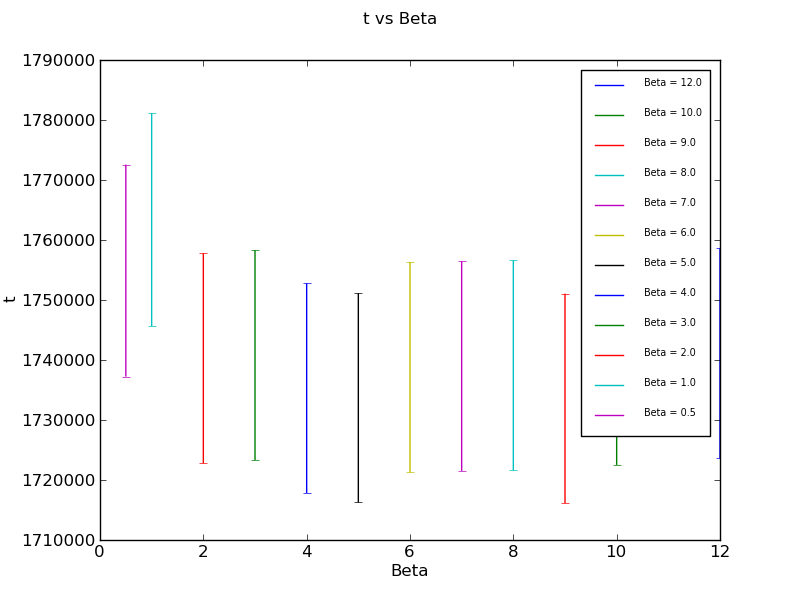 t vs Beta
1790000
1780000
1770000
1760000
1750000
1740000
1730000
1720000
1710000
t
0
2
4
6
8
10
12
Beta
Beta = 12.0
Beta = 10.0
Beta = 9.0
Beta = 8.0
Beta = 7.0
Beta = 6.0
Beta = 5.0
Beta = 4.0
Beta = 3.0
Beta = 2.0
Beta = 1.0
Beta = 0.5